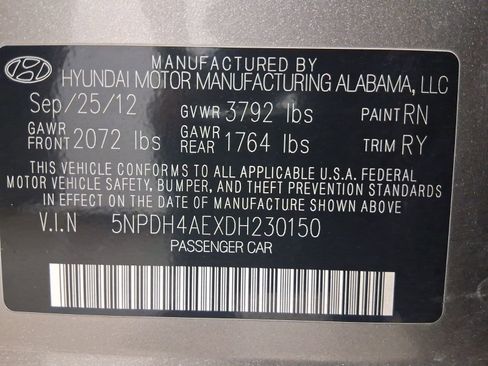 MANUFACTURED BY
HYUNDAI MOTOR MANUFACTURING ALABAMA, LLC
Sep/25/12 GVWR 3792 lbs PAINT RN
GAWR FRONT 2072 lbs GAWR REAR 1764 lbs TRIM RY
THIS VEHICLE CONFORMS TO ALL APPLICABLE U.S.A. FEDERAL
MOTOR VEHICLE SAFETY, BUMPER, AND THEFT PREVENTION STANDARDS
IN EFFECT ON THE DATE OF MANUFACTURE SHOWN ABOVE.
V.I.N 5NPDH4AEXDH230150
PASSENGER CAR